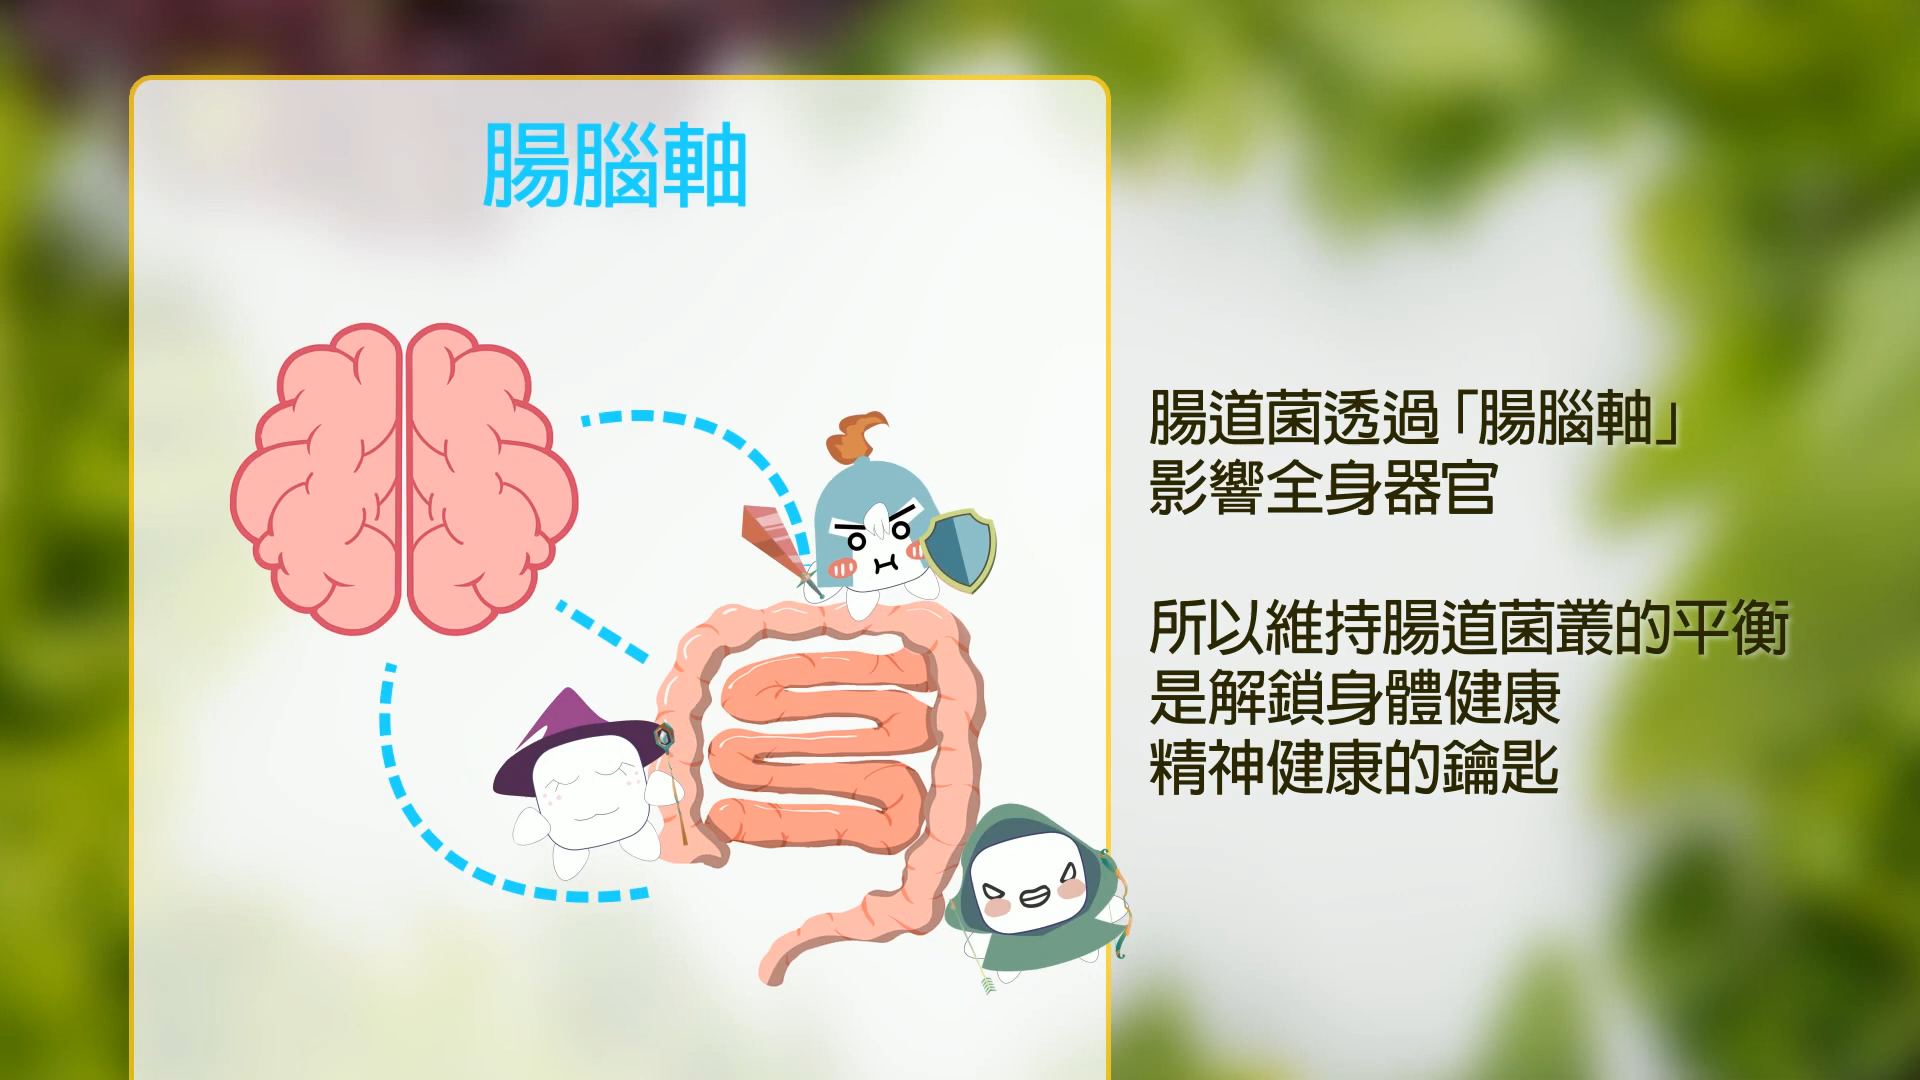 腸腦軸
腸道菌透過「腸腦軸」
影響全身器官
所以維持腸道菌叢的平衡
是解鎖身體健康
精神健康的鑰匙